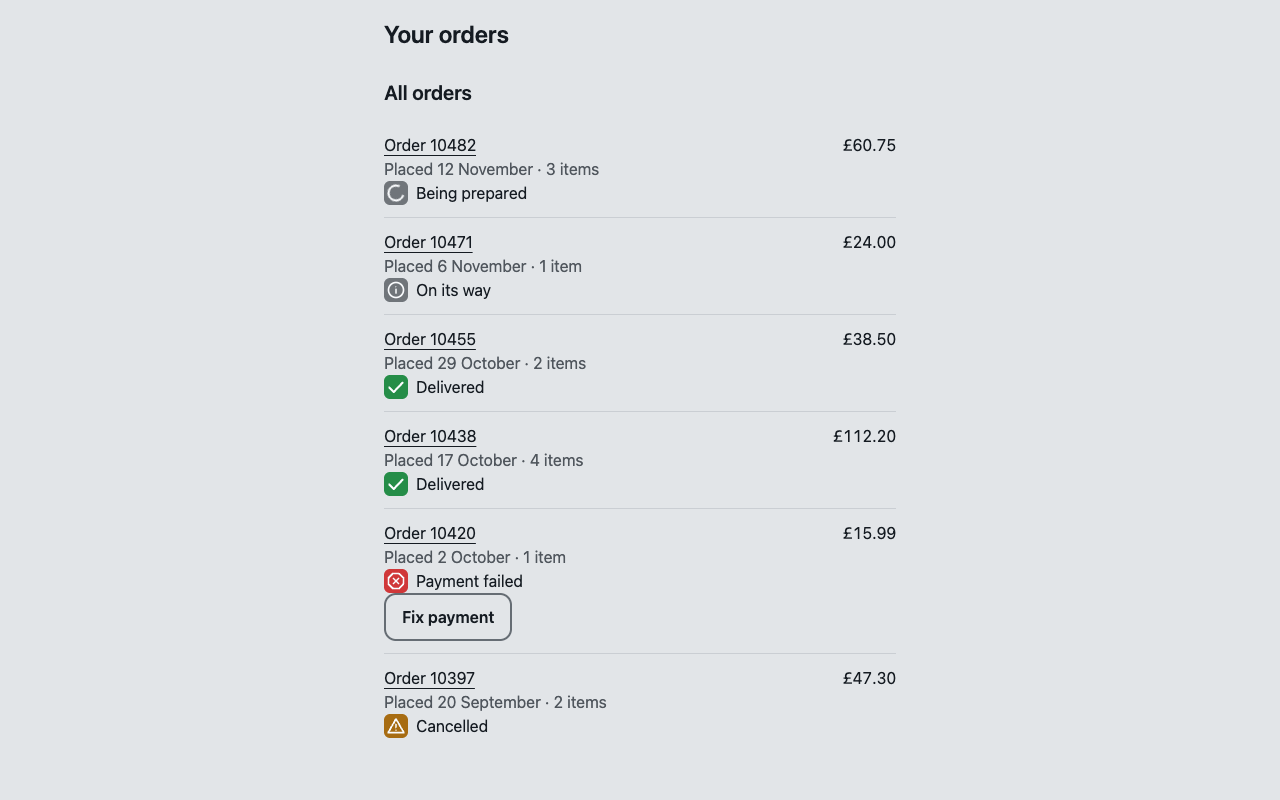 Your orders
All orders
Order 10482 £60.75
Placed 12 November · 3 items
Being prepared
Order 10471 £24.00
Placed 6 November · 1 item
On its way
Order 10455 £38.50
Placed 29 October · 2 items
Delivered
Order 10438 £112.20
Placed 17 October · 4 items
Delivered
Order 10420 £15.99
Placed 2 October · 1 item
Payment failed
Fix payment
Order 10397 £47.30
Placed 20 September · 2 items
Cancelled